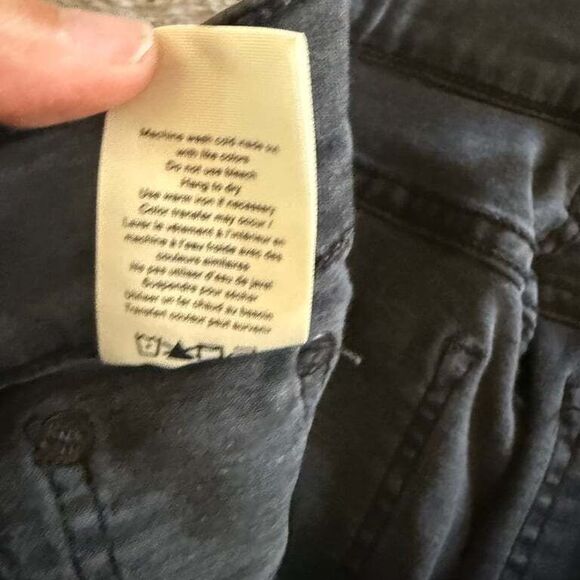 Machine wash cold inside out
with like colors
Do not use bleach
Hang to dry
Use warm iron if necessary
Color transfer may occur /
Laver le vêtement à l'intérieur en
machine à l'eau froide avec des
couleurs similaires
Ne pas utiliser d'eau de javel
Suspendre pour sécher
Utiliser un fer chaud au besoin
Transfert couleur peut survenir